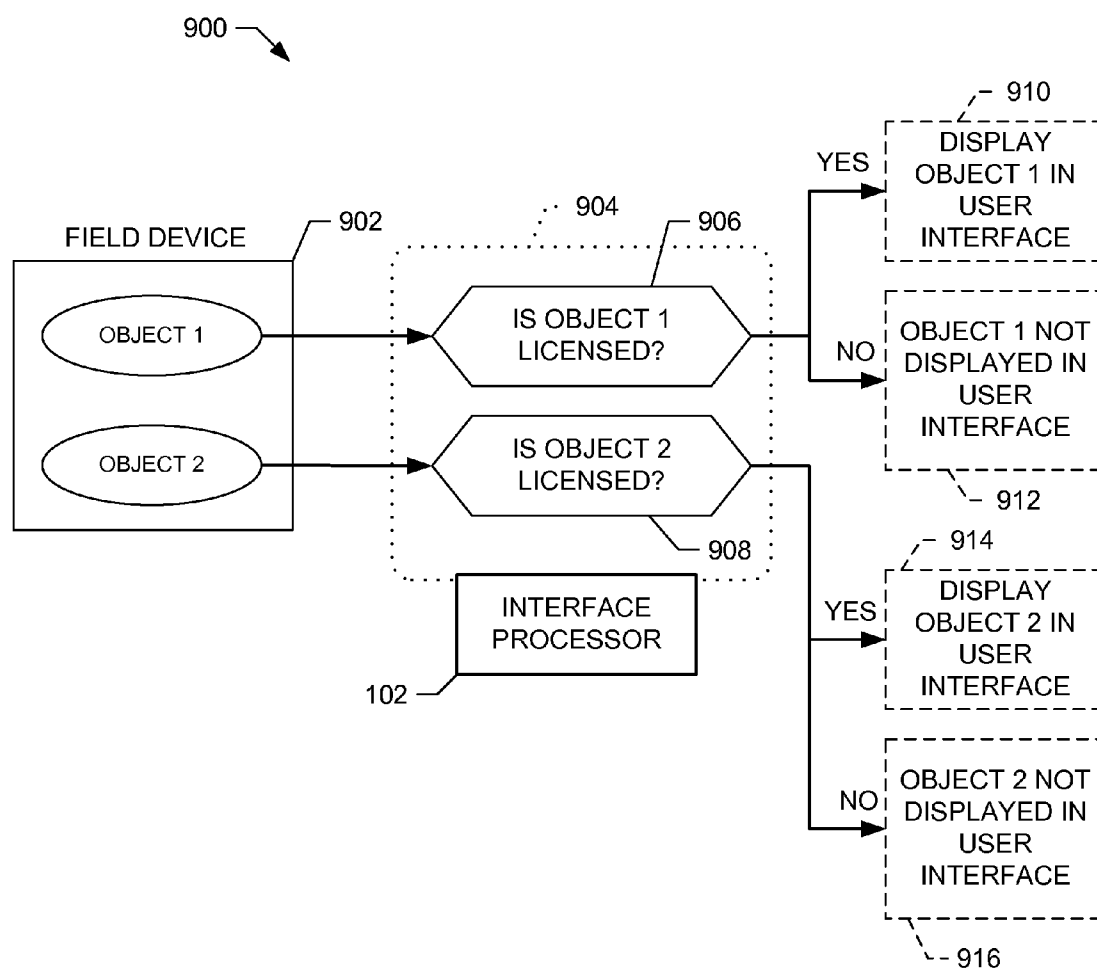 900
910
DISPLAY
OBJECT 1 IN
USER
INTERFACE
YES
904
906
902
FIELD DEVICE
OBJECT 1
IS OBJECT 1
LICENSED?
NO
OBJECT 1 NOT
DISPLAYED IN
USER
INTERFACE
912
OBJECT 2
IS OBJECT 2
LICENSED?
908
914
YES
DISPLAY
OBJECT 2 IN
USER
INTERFACE
INTERFACE
PROCESSOR
102
NO
OBJECT 2 NOT
DISPLAYED IN
USER
INTERFACE
916